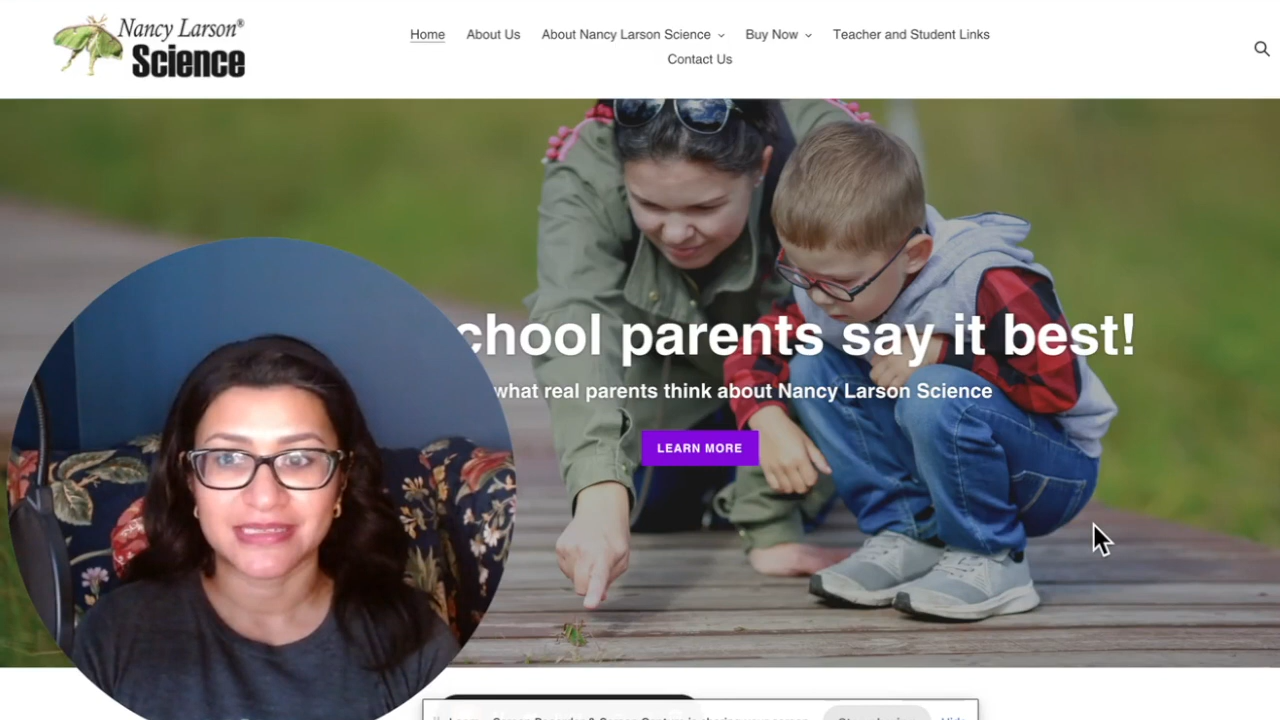 Nancy Larson®
Science
Home About Us About Nancy Larson Science Buy Now Teacher and Student Links
Contact Us
chool parents say it best!
what real parents think about Nancy Larson Science
LEARN MORE